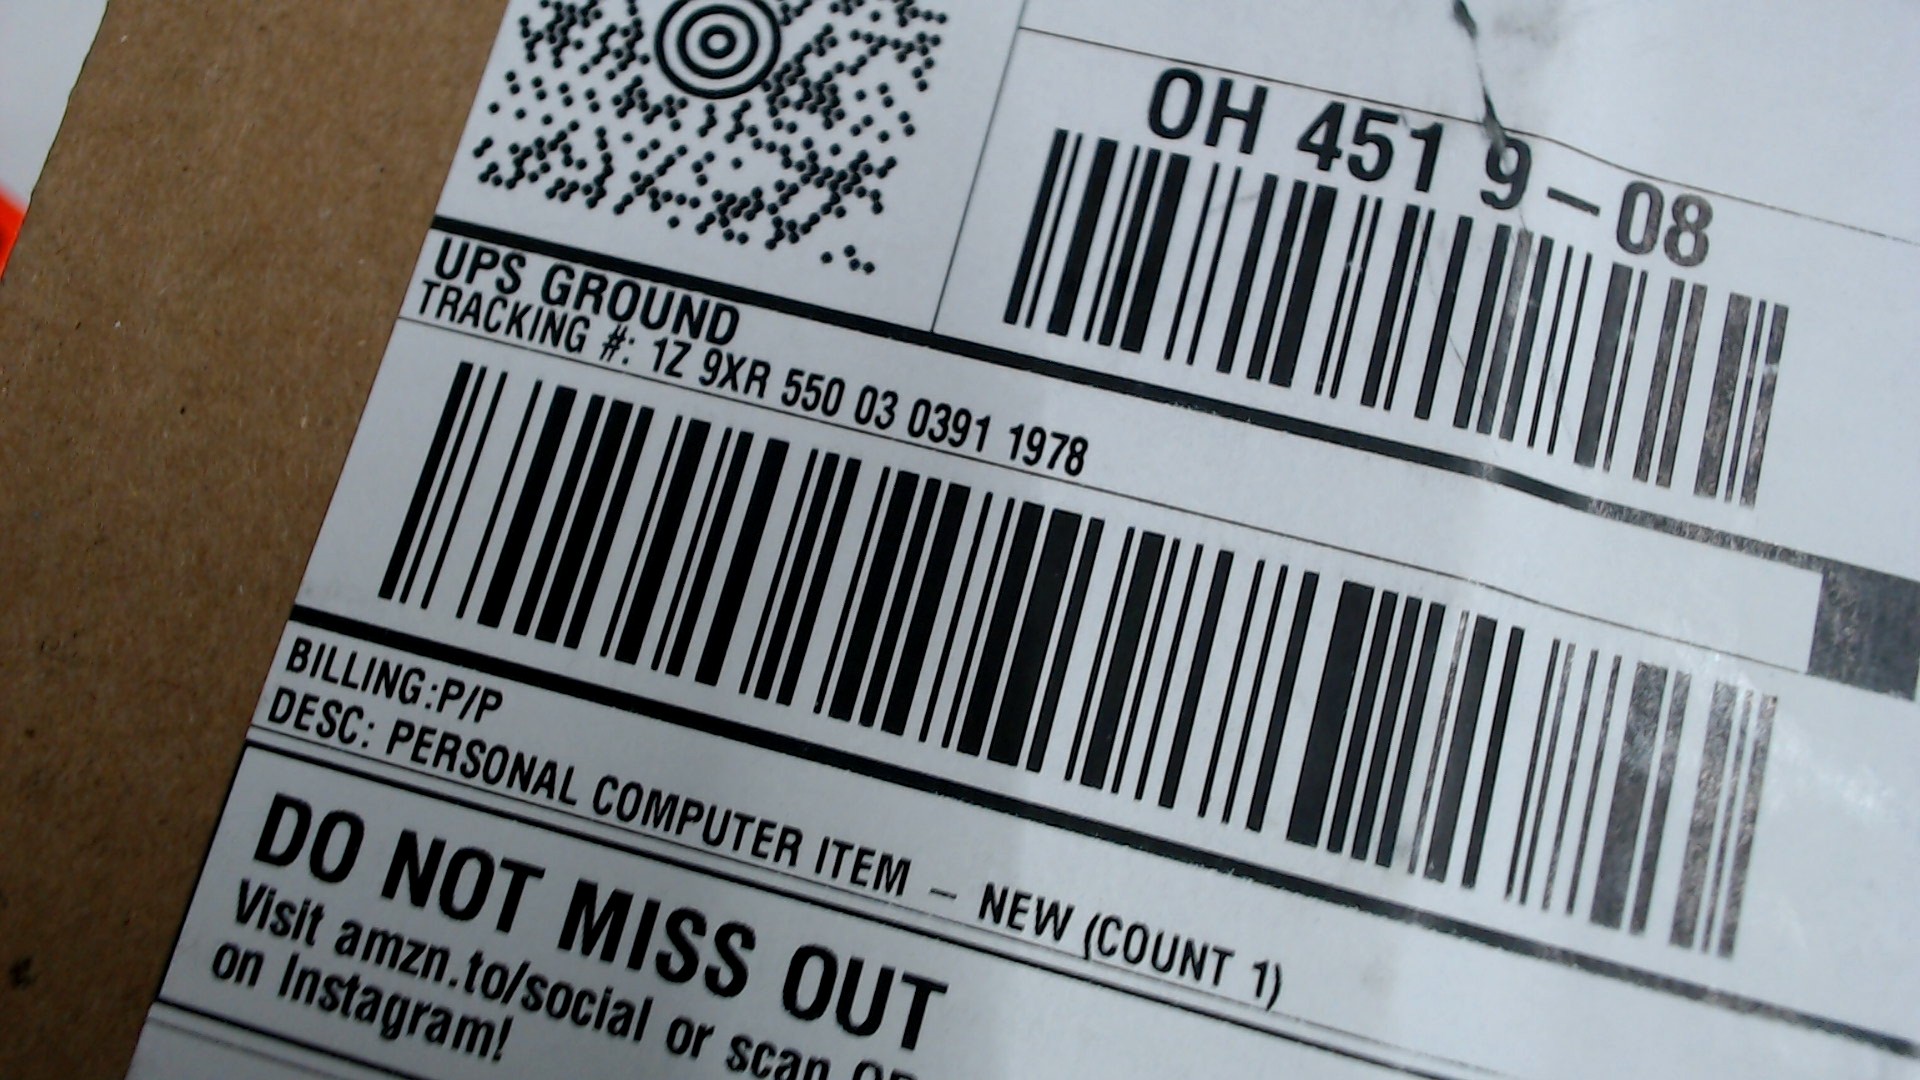 OH 451 9-08
UPS GROUND
TRACKING #: 1Z 9XR 550 03 0391 1978
BILLING:P/P
DESC: PERSONAL COMPUTER ITEM - NEW (COUNT 1)
DO NOT MISS OUT
Visit amzn.to/social or scan
on Instagram!